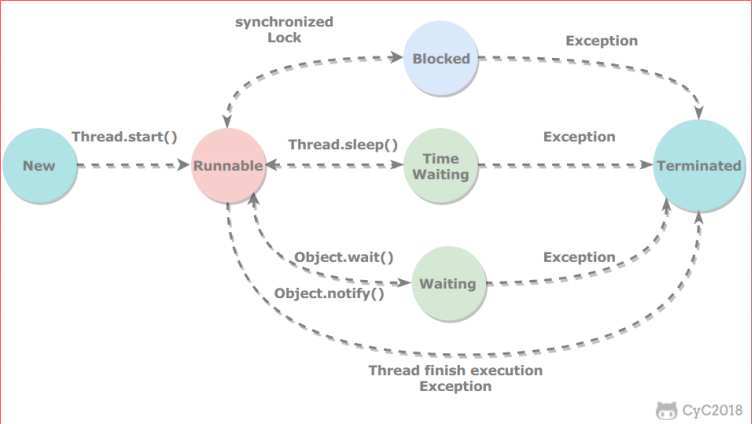 synchronized
Lock
Blocked
Exception
Thread.start()
New
Runnable
Thread.sleep()
Time
Waiting
Exception
Terminated
Object.wait()
Object.notify()
Waiting
Exception
Thread finish execution
Exception
CyC2018